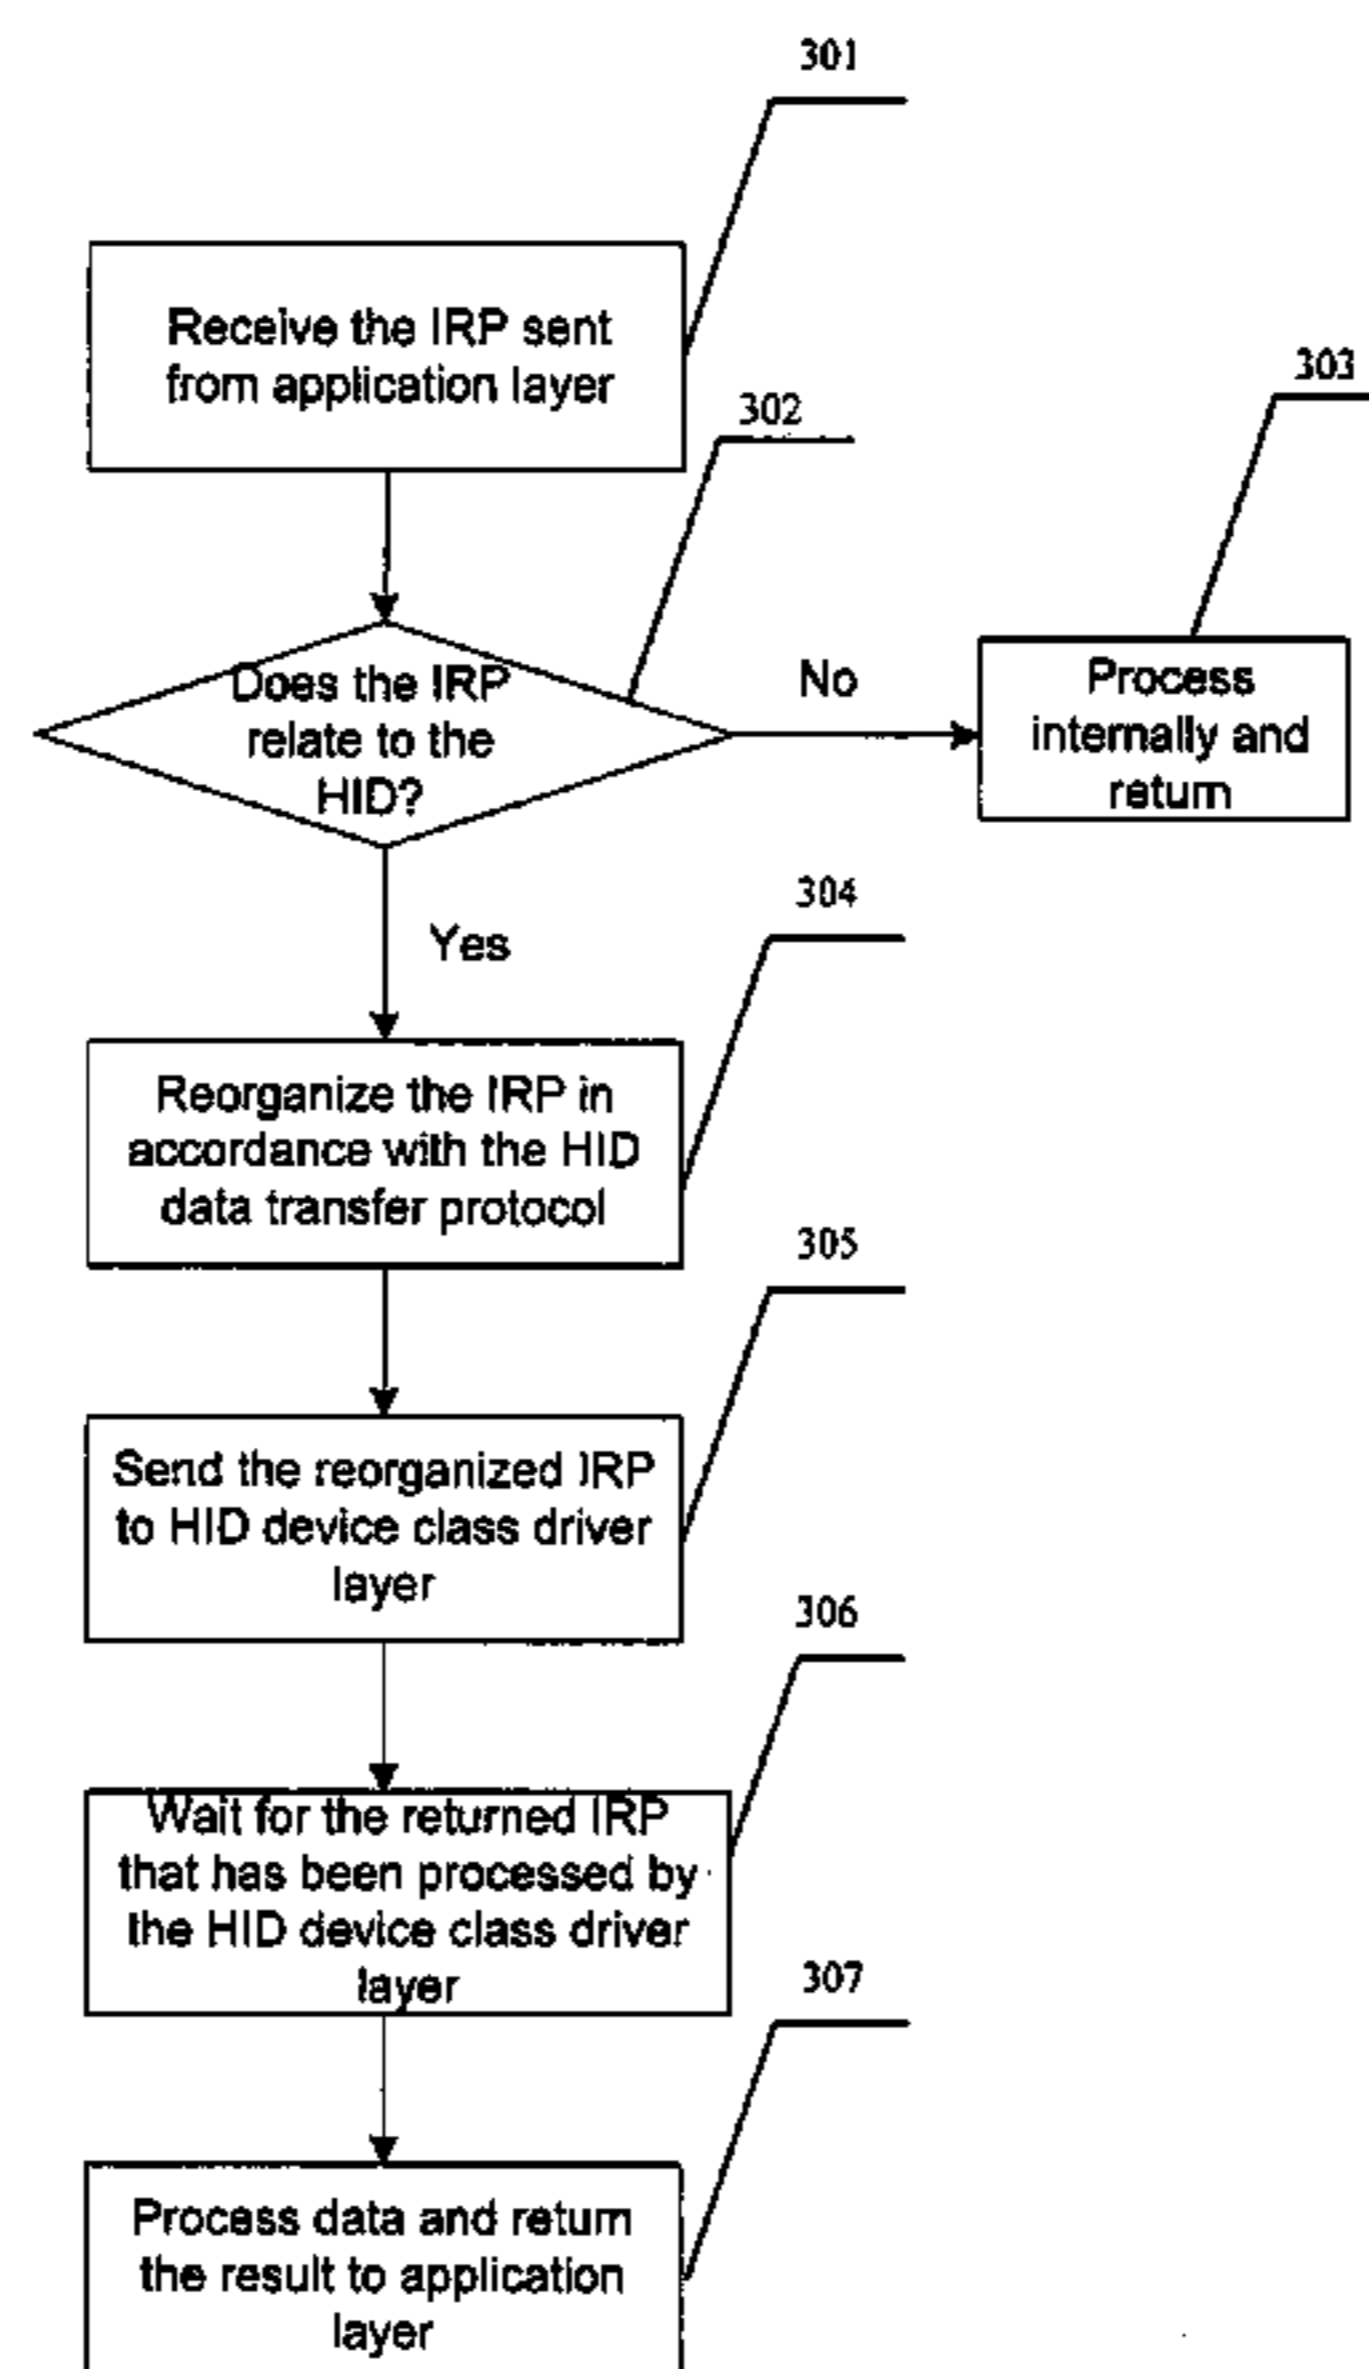 301
Receive the IRP sent
from application layer
302
303
Does the IRP
relate to the
HID?
No
Process
internally and
return
304
Yes
Reorganize the IRP in
accordance with the HID
data transfer protocol
305
Send the reorganized IRP
to HID device class driver
layer
306
Wait for the returned IRP
that has been processed by
the HID device class driver
layer
307
Process data and return
the result to application
layer